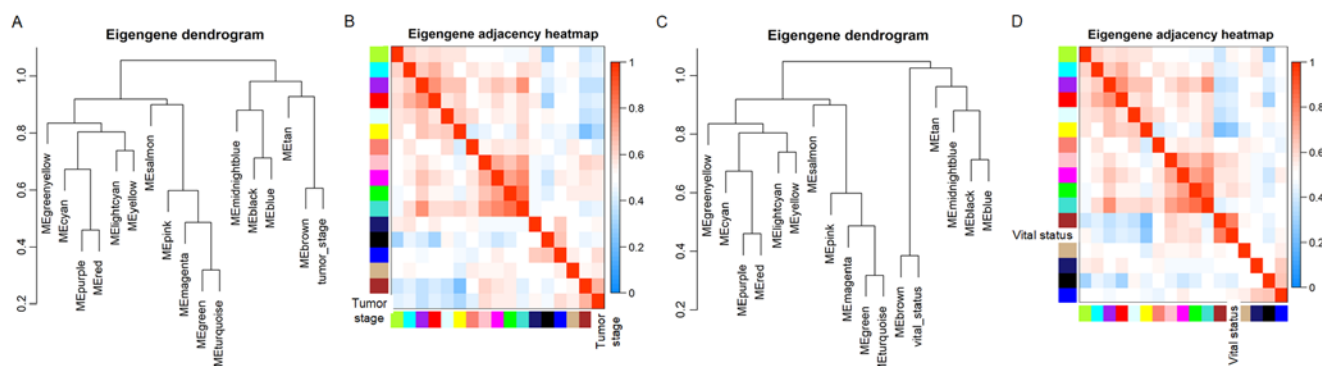 A
Eigengene dendrogram
1.0
0.8
0.6
0.4
0.2
MEgreenyellow
MEcyan
MEpurple
MEred
MElightcyan
MEyellow
MEsalmon
MEpink
MEmagenta
MEgreen
MEturquoise
MEmidnightblue
MEblack
MEblue
MEtan
MEbrown
tumor_stage
B
Eigengene adjacency heatmap
1
0.8
0.6
0.4
0.2
0
Tumor
stage
Tumor
stage
C
Eigengene dendrogram
1.0
0.8
0.6
0.4
0.2
MEgreenyellow
MEcyan
MEpurple
MEred
MElightcyan
MEyellow
MEsalmon
MEpink
MEmagenta
MEgreen
MEturquoise
MEbrown
vital_status
MEtan
MEmidnightblue
MEblack
MEblue
D
Eigengene adjacency heatmap
1
0.8
0.6
0.4
0.2
0
Vital status
Vital status